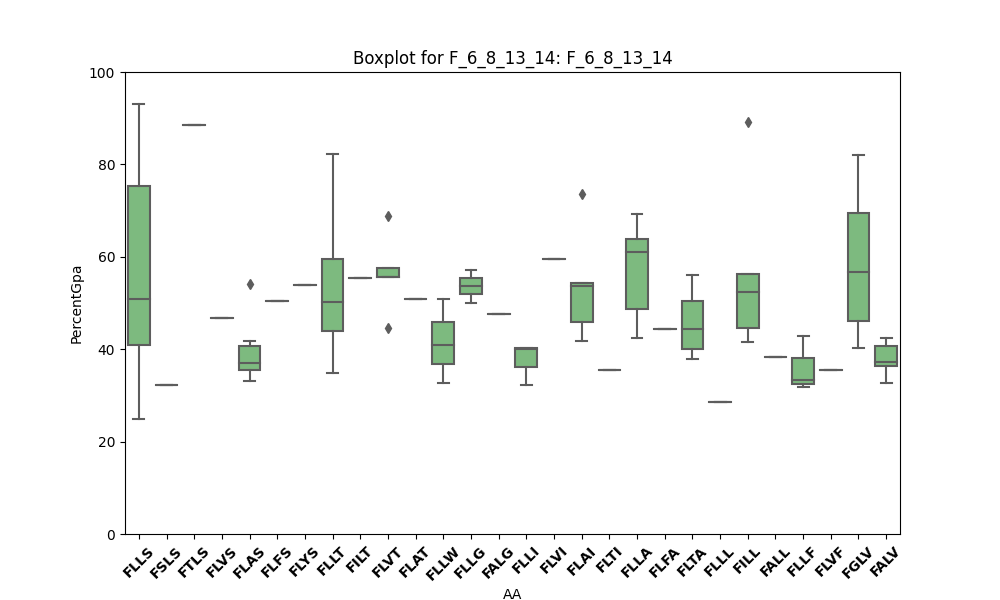 Boxplot for F_6_8_13_14: F_6_8_13_14
PercentGpa
100
80
60
40
20
0
FLLS FSLS FTLS FLVS FLAS FLFS FLYS FLLT FILT FLVT FLAT FLLW FLLG FALG FLLI FLVI FLAI FLTI FLLA FLFA FLTA FLLL FILL FALL FLLF FLVF FGLV FALV
AA